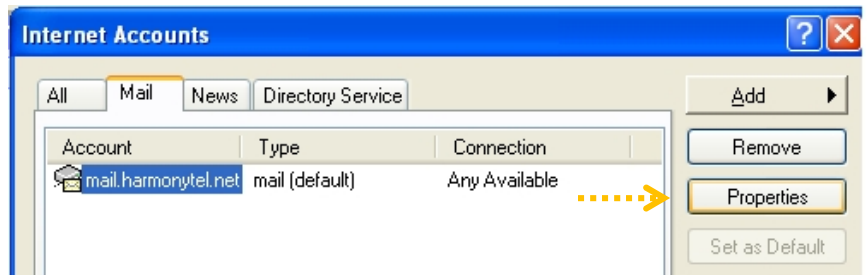 Internet Accounts
All Mail News Directory Service
Add
Remove
Properties
Set as Default
Account Type Connection
mail.harmonytel.net mail (default) Any Available